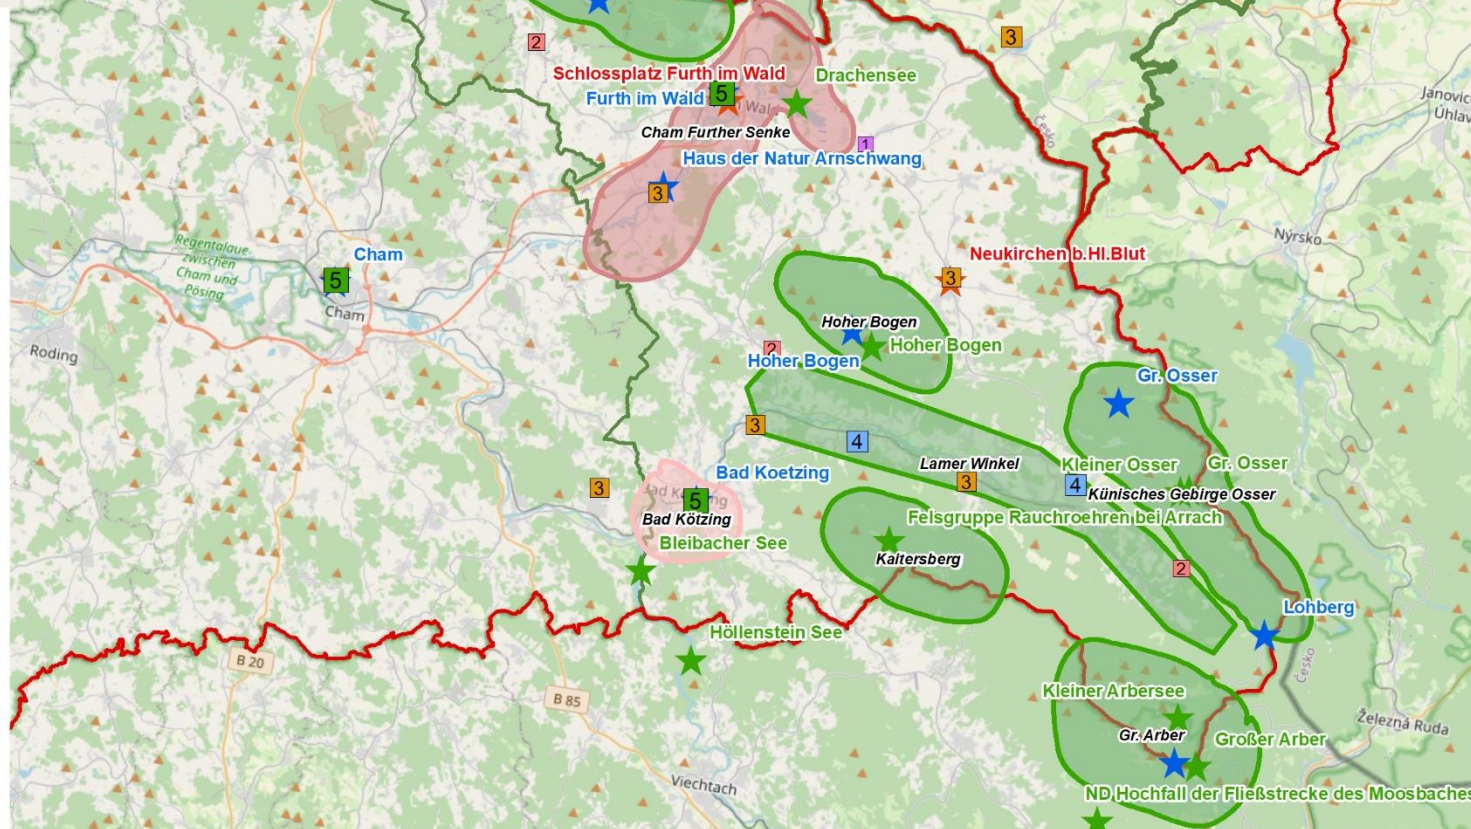 2
3
Schlossplatz Furth im Wald
Drachensee
Furth im Wald
5
Janovic
Úhlav
Cham Further Senke
1
Česko
Haus der Natur Arnschwang
3
Regentalaue
zwischen
Cham und
Pösing
Cham
5
Cham
Nýrsko
Neukirchen b.Hl.Blut
3
Hoher Bogen
Hoher Bogen
2
Hoher Bogen
Roding
Gr. Osser
3
4
Lamer Winkel
Kleiner Osser
Gr. Osser
Bad Koetzing
3
3
4
Künisches Gebirge Osser
5
Bad Kötzing
Felsgruppe Rauchroehren bei Arrach
Bleibacher See
Kaitersberg
2
Lohberg
Höllenstein See
B 20
Česko
B 85
Kleiner Arbersee
Železná Ruda
Gr. Arber
Großer Arber
Viechtach
ND Hochfall der Fließstrecke des Moosbaches